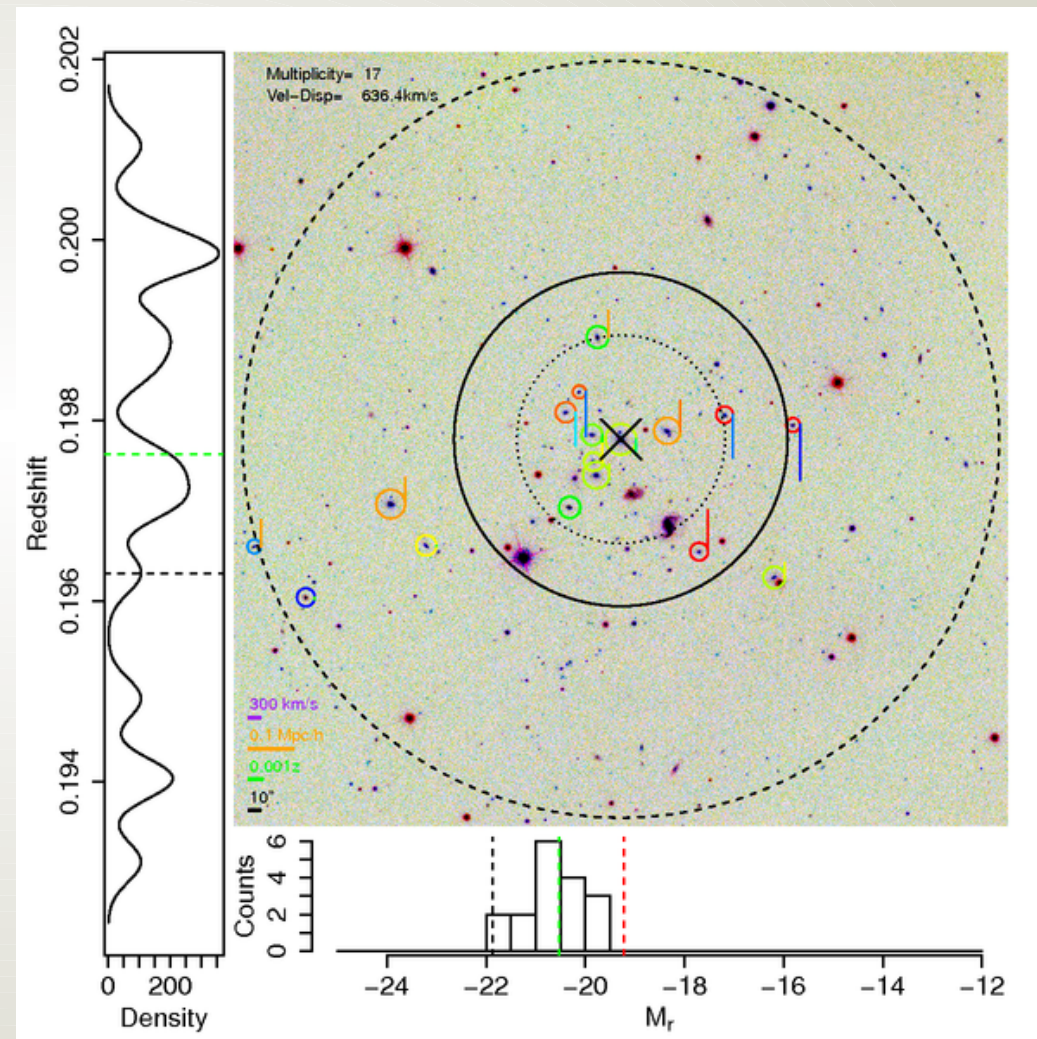 Multiplicity= 17
Vel-Disp= 636.4km/s
0.202
0.200
0.198
0.196
0.194
Redshift
300 km/s
0.1 Mpc/h
0.001z
10"
0 200
Density
6
4
2
0
Counts
-24 -22 -20 -18 -16 -14 -12
Mr